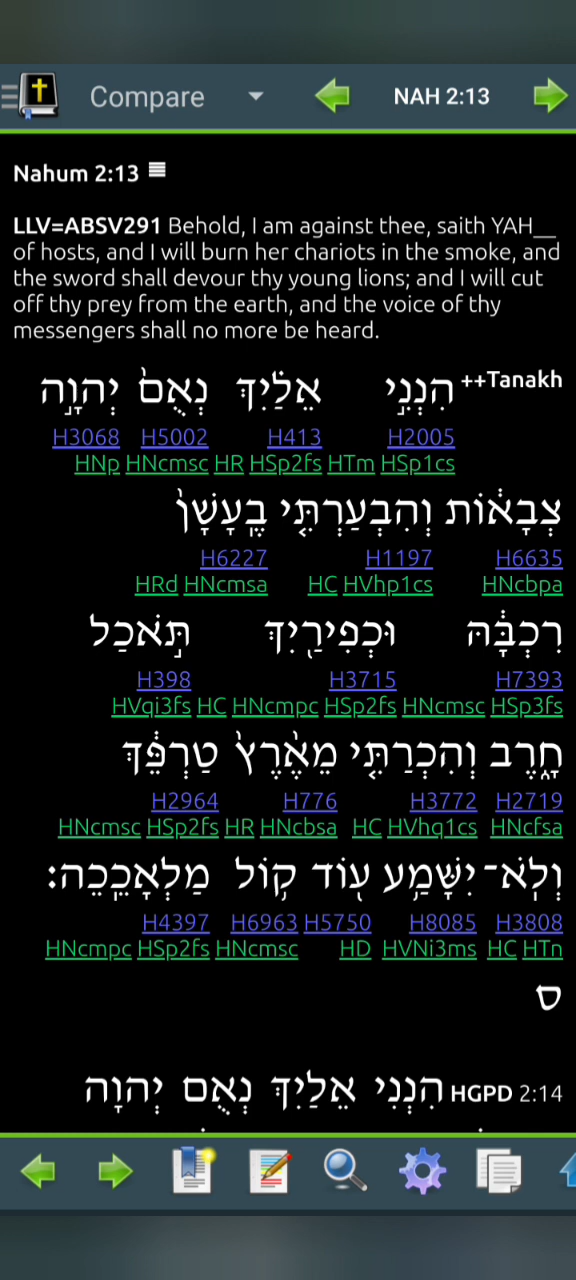 Compare
NAH 2:13
Nahum 2:13
LLV=ABSV291 Behold, I am against thee, saith YAH__
of hosts, and I will burn her chariots in the smoke, and
the sword shall devour thy young lions; and I will cut
off thy prey from the earth, and the voice of thy
messengers shall no more be heard.
++Tanakh הִנְנִ֣י אֵלַ֗יִךְ נְאֻם֙ יְהוָ֣ה
H3068 H5002 H413 H2005
HNp HNcmsc HR HSp2fs HTm HSp1cs
צְבָא֔וֹת וְהִבְעַרְתִּ֤י בֶֽעָשָׁן֙
H6227 H1197 H6635
HRd HNcmsa HC HVhp1cs HNcbpa
רִכְבָּ֔הּ וּכְפִירַ֖יִךְ תֹּ֣אכַל
H398 H3715 H7393
HVqi3fs HC HNcmpc HSp2fs HNcmsc HSp3fs
חָ֑רֶב וְהִכְרַתִּ֤י מֵאֶ֙רֶץ֙ טַרְפֵּ֔ךְ
H2964 H776 H3772 H2719
HNcmsc HSp2fs HR HNcbsa HC HVhq1cs HNcfsa
וְלֹֽא־יִשָּׁמַ֥ע ע֖וֹד ק֥וֹל מַלְאָכֵֽכֵה׃
H4397 H6963 H5750 H8085 H3808
HNcmpc HSp2fs HNcmsc HD HVNi3ms HC HTn
ס
HGPD 2:14 הִנְנִי אֵלַיִךְ נְאֻם יְהוָה